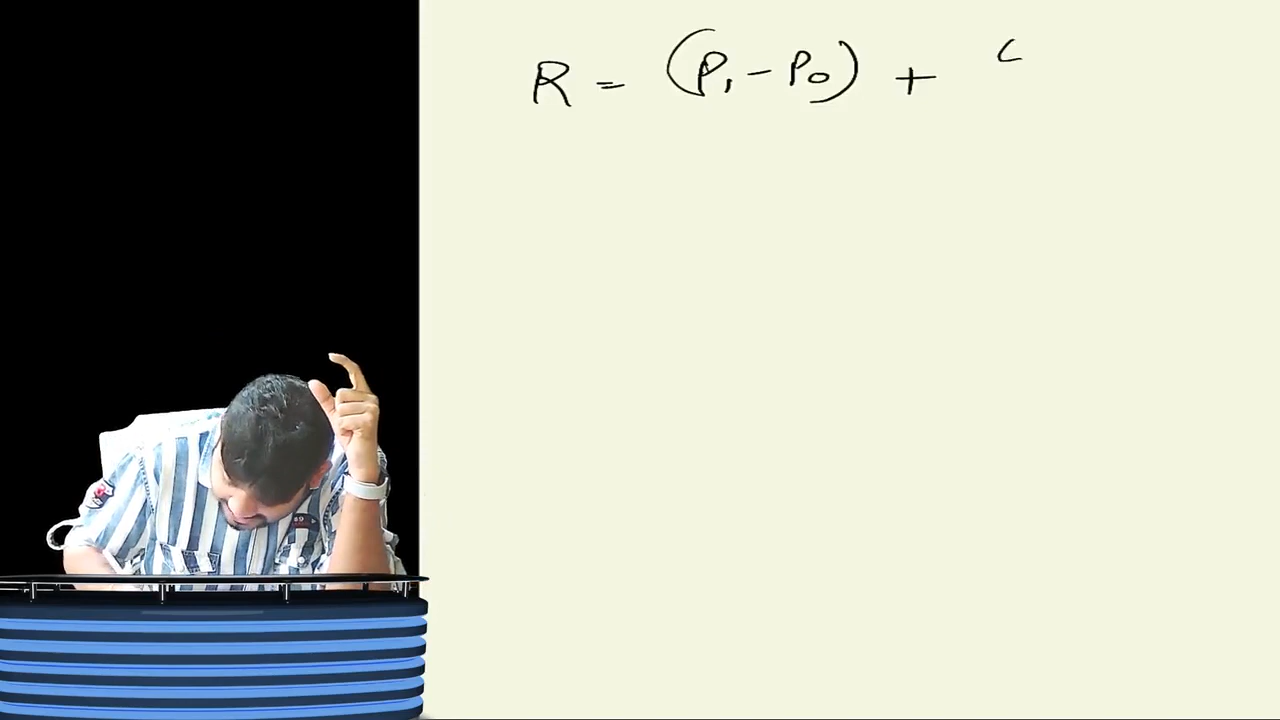 R = (P₁ - P₀) + C